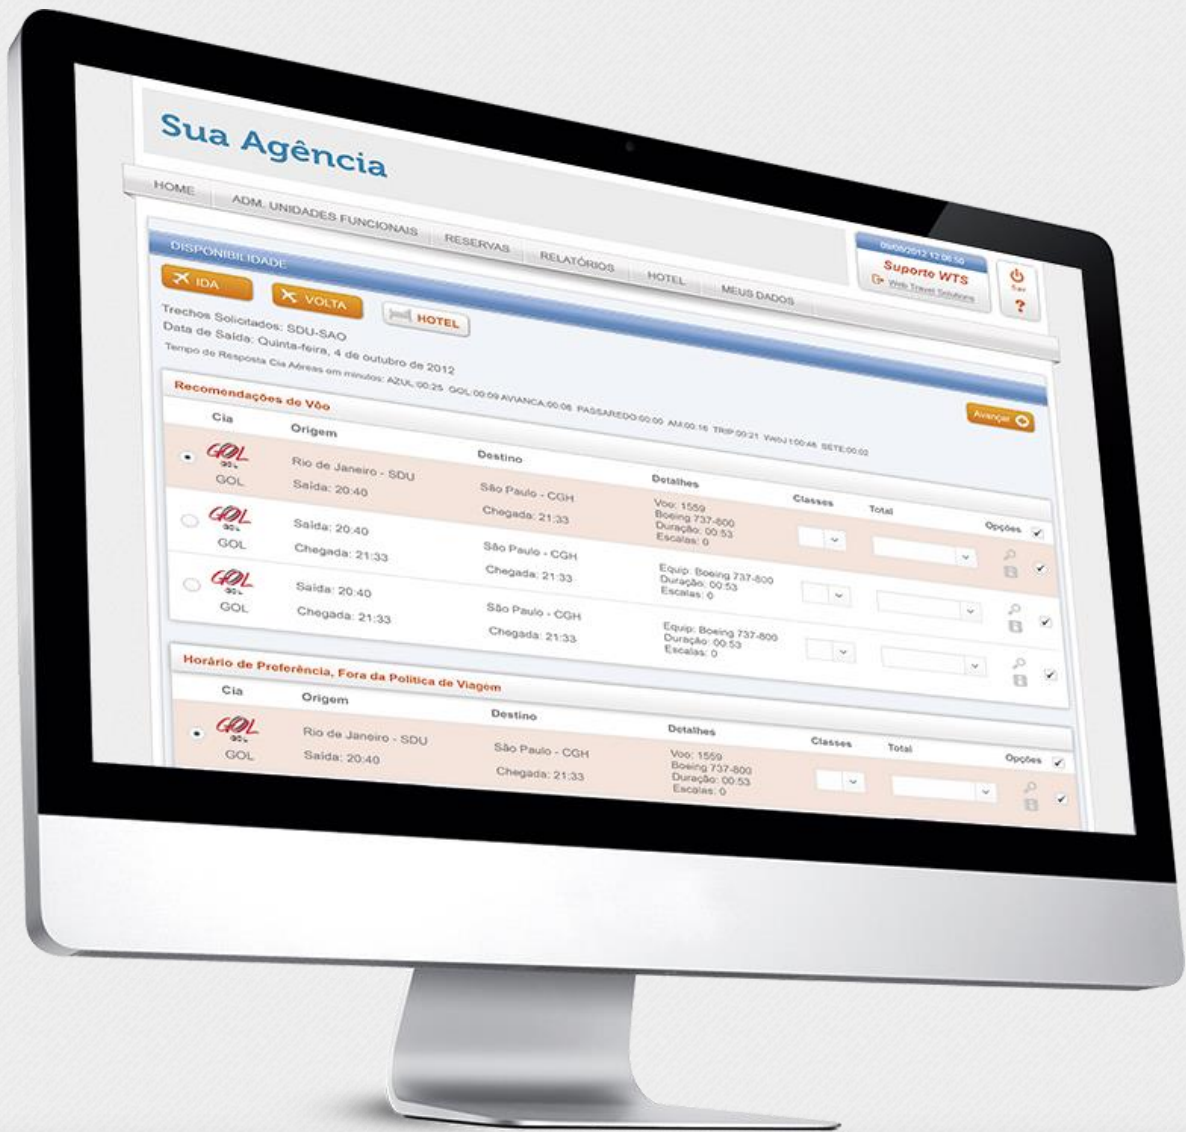 Sua Agência
HOME ADM. UNIDADES FUNCIONAIS RESERVAS RELATÓRIOS HOTEL MEUS DADOS
09/08/2012 12:06:50
Suporte WTS
Web Travel Solutions
Sair
?
DISPONIBILIDADE
IDA VOLTA HOTEL
Trechos Solicitados: SDU-SAO
Data de Saída: Quinta-feira, 4 de outubro de 2012
Tempo de Resposta Cia Aéreas em minutos: AZUL:00:25 GOL:00:09 AVIANCA:00:08 PASSAREDO:00:00 AM:00:16 TRIP:00:21 WebJ SETE:00:02
Avançar
Recomendações de Vôo
Cia Origem Destino Detalhes Classes Total Opções
GOL
GOL
Rio de Janeiro - SDU
Saída: 20:40
São Paulo - CGH
Chegada: 21:33
Voo: 1559
Boeing 737-800
Duração: 00:53
Escalas: 0
GOL
GOL
Saída: 20:40
Chegada: 21:33
São Paulo - CGH
Chegada: 21:33
Equip: Boeing 737-800
Duração: 00:53
Escalas: 0
GOL
GOL
Saída: 20:40
Chegada: 21:33
São Paulo - CGH
Chegada: 21:33
Equip: Boeing 737-800
Duração: 00:53
Escalas: 0
Horário de Preferência, Fora da Política de Viagem
Cia Origem Destino Detalhes Classes Total Opções
GOL
GOL
Rio de Janeiro - SDU
Saída: 20:40
São Paulo - CGH
Chegada: 21:33
Voo: 1559
Boeing 737-800
Duração: 00:53
Escalas: 0